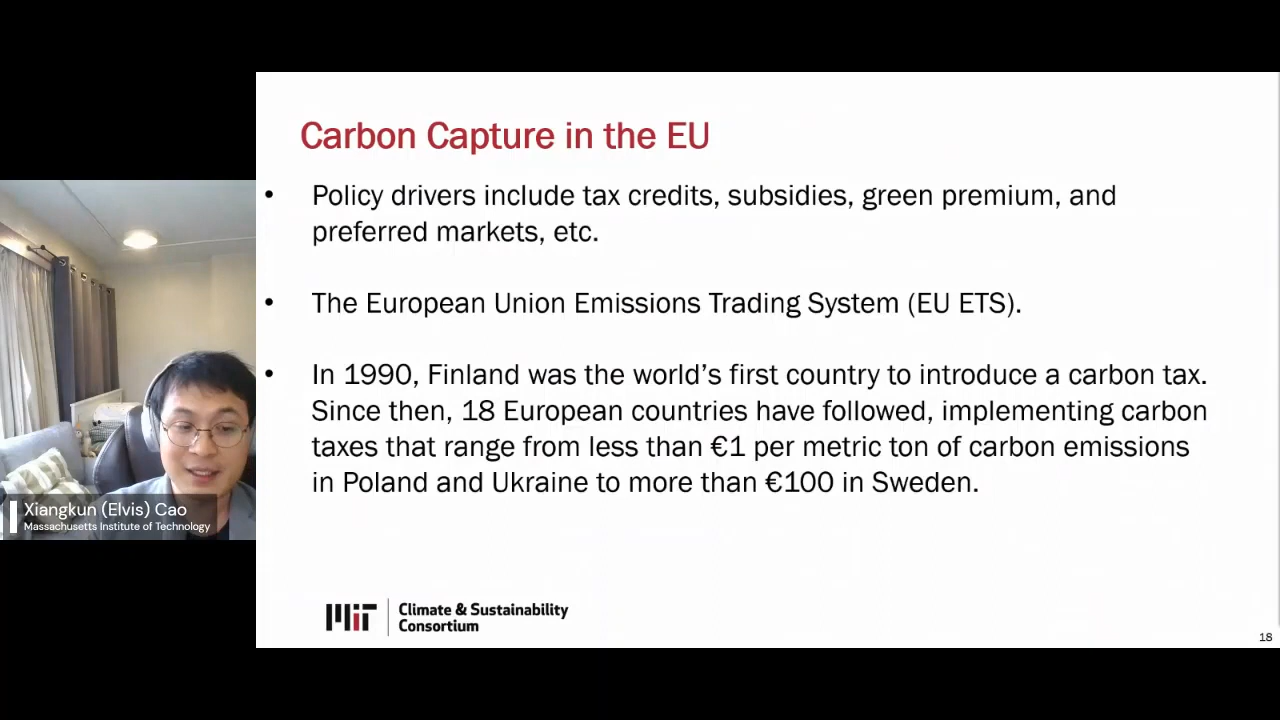 Carbon Capture in the EU
• Policy drivers include tax credits, subsidies, green premium, and
preferred markets, etc.
• The European Union Emissions Trading System (EU ETS).
• In 1990, Finland was the world's first country to introduce a carbon tax.
Since then, 18 European countries have followed, implementing carbon
taxes that range from less than €1 per metric ton of carbon emissions
in Poland and Ukraine to more than €100 in Sweden.
Xiangkun (Elvis) Cao
Massachusetts Institute of Technology
MIT
Climate & Sustainability
Consortium
18